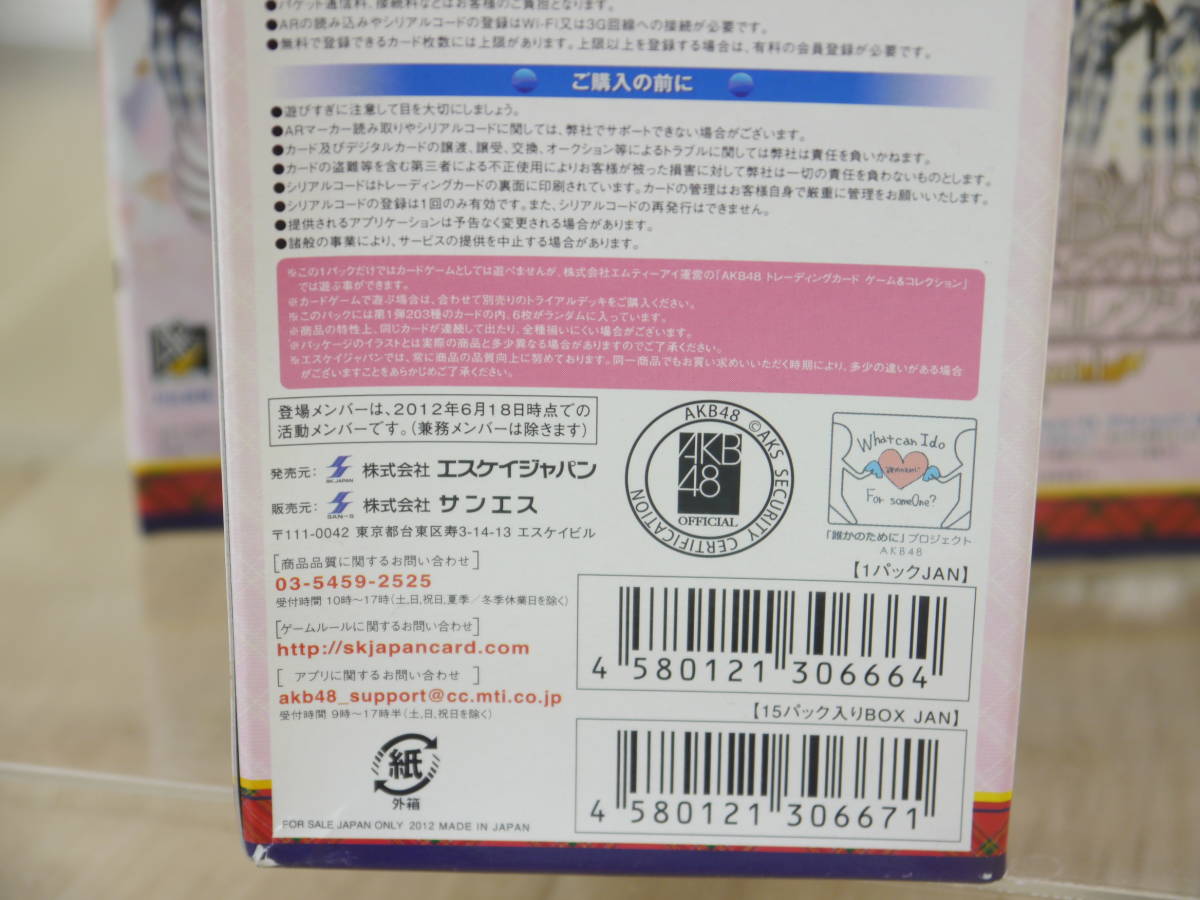 ●パケット通信料、接続料などはお客様のご負担となります。
●ARの読み込みやシリアルコードの登録はWi-Fi又は3G回線への接続が必要です。
●無料で登録できるカード枚数には上限があります。上限以上を登録する場合は、有料の会員登録が必要です。
ご購入の前に
●遊びすぎに注意して目を大切にしましょう。
●ARマーカー読み取りやシリアルコードに関しては、弊社でサポートできない場合がございます。
●カード及びデジタルカードの譲渡、譲受、交換、オークション等によるトラブルに関しては弊社は責任を負いかねます。
●カードの盗難等を含む第三者による不正使用によりお客様が被った損害に対して弊社は一切の責任を負わないものとします。
●シリアルコードはトレーディングカードの裏面に印刷されています。カードの管理はお客様自身で厳重に管理をお願いいたします。
●シリアルコードの登録は1回のみ有効です。また、シリアルコードの再発行はできません。
●提供されるアプリケーションは予告なく変更される場合があります。
●諸般の事業により、サービスの提供を中止する場合があります。
※この1パックだけではカードゲームとしては遊べませんが、株式会社エムティーアイ運営の「AKB48 トレーディングカード ゲーム&コレクション」
では遊ぶ事ができます。
※カードゲームで遊ぶ場合は、合わせて別売りのトライアルデッキをご購入ください。
※このパックには第1弾203種のカードの内、6枚がランダムに入っています。
※商品の特性上、同じカードが連続して出たり、全種揃いにくい場合がございます。
※パッケージのイラストとは実際の商品と多少異なる場合がありますのでご了承ください。
※エスケイジャパンでは、常に商品の品質向上に努めております。同一商品でもお買い求めいいただく時期により、多少の違いがある場合
がございますことをあらかじめご了承ください。
登場メンバーは、2012年6月18日時点での
活動メンバーです。(兼務メンバーは除きます)
発売元: SK JAPAN 株式会社 エスケイジャパン
販売元: SAN-S 株式会社 サンエス
〒111-0042 東京都台東区寿3-14-13 エスケイビル
AKB48 ©AKS SECURITY CERTIFICATION
AKB
48
OFFICIAL
What can I do
For someOne?
「誰かのために」プロジェクト
AKB48
[商品品質に関するお問い合わせ]
03-5459-2525
受付時間 10時〜17時(土,日,祝日,夏季/冬季休業日を除く)
[ゲームルールに関するお問い合わせ]
http://skjapancard.com
[ アプリに関するお問い合わせ ]
akb48_support@cc.mti.co.jp
受付時間 9時〜17時半(土,日,祝日を除く)
【1パックJAN】
4 580121 306664
【15パック入りBOX JAN】
4 580121 306671
紙
外箱
FOR SALE JAPAN ONLY 2012 MADE IN JAPAN